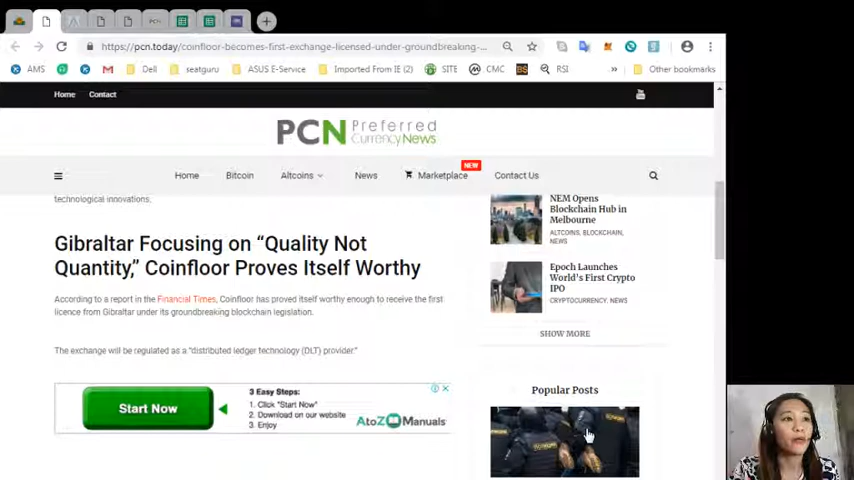 https://pcn.today/coinfloor-becomes-first-exchange-licensed-under-groundbreaking-...
AMS
Dell
seatguru
ASUS E-Service
Imported From IE (2)
SITE
CMC
BS
RSI
»
Other bookmarks
Home
Contact
PCN Preferred
Currency News
NEW
Home
Bitcoin
Altcoins
News
Marketplace
Contact Us
technological innovations.
Gibraltar Focusing on “Quality Not
Quantity,” Coinfloor Proves Itself Worthy
According to a report in the Financial Times, Coinfloor has proved itself worthy enough to receive the first
licence from Gibraltar under its groundbreaking blockchain legislation.
The exchange will be regulated as a “distributed ledger technology (DLT) provider.”
Start Now
3 Easy Steps:
1. Click "Start Now"
2. Download on our website
3. Enjoy
AtoZManuals
NEM Opens
Blockchain Hub in
Melbourne
ALTCOINS, BLOCKCHAIN,
NEWS
Epoch Launches
World's First Crypto
IPO
CRYPTOCURRENCY, NEWS
SHOW MORE
Popular Posts